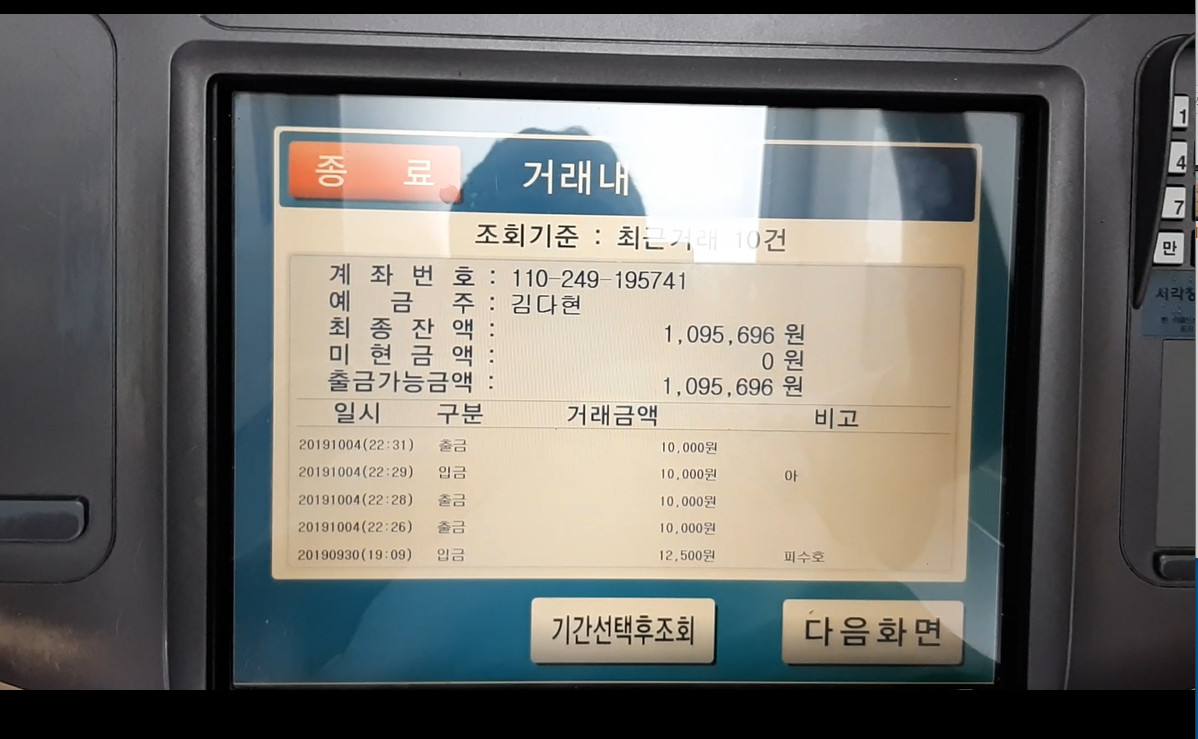 종 료 거래내
조회기준 : 최근거래 10건
계 좌 번 호 : 110-249-195741
예 금 주 : 김다현
최 종 잔 액 : 1,095,696 원
미 현 금 액 : 0 원
출금가능금액 : 1,095,696 원
일시 구분 거래금액 비고
20191004(22:31) 출금 10,000원
20191004(22:29) 입금 10,000원 아
20191004(22:28) 출금 10,000원
20191004(22:26) 출금 10,000원
20190930(19:09) 입금 12,500원 피수호
기간선택후조회 다음화면
1
4
7
만